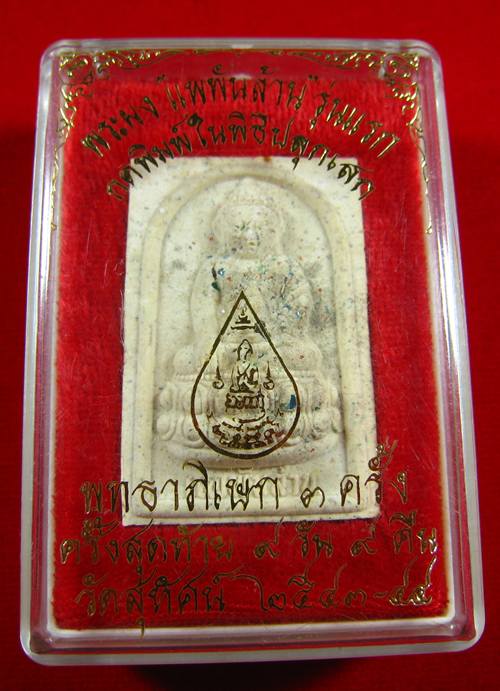 พระผง "แพพันล้าน" รุ่นแรก
กดพิมพ์ในพิธีปลุกเสก
พุทธาภิเษก ๓ ครั้ง
ครั้งสุดท้าย ๙ วัน ๙ คืน
วัดสุทัศน์ ๒๕๔๓-๔๔